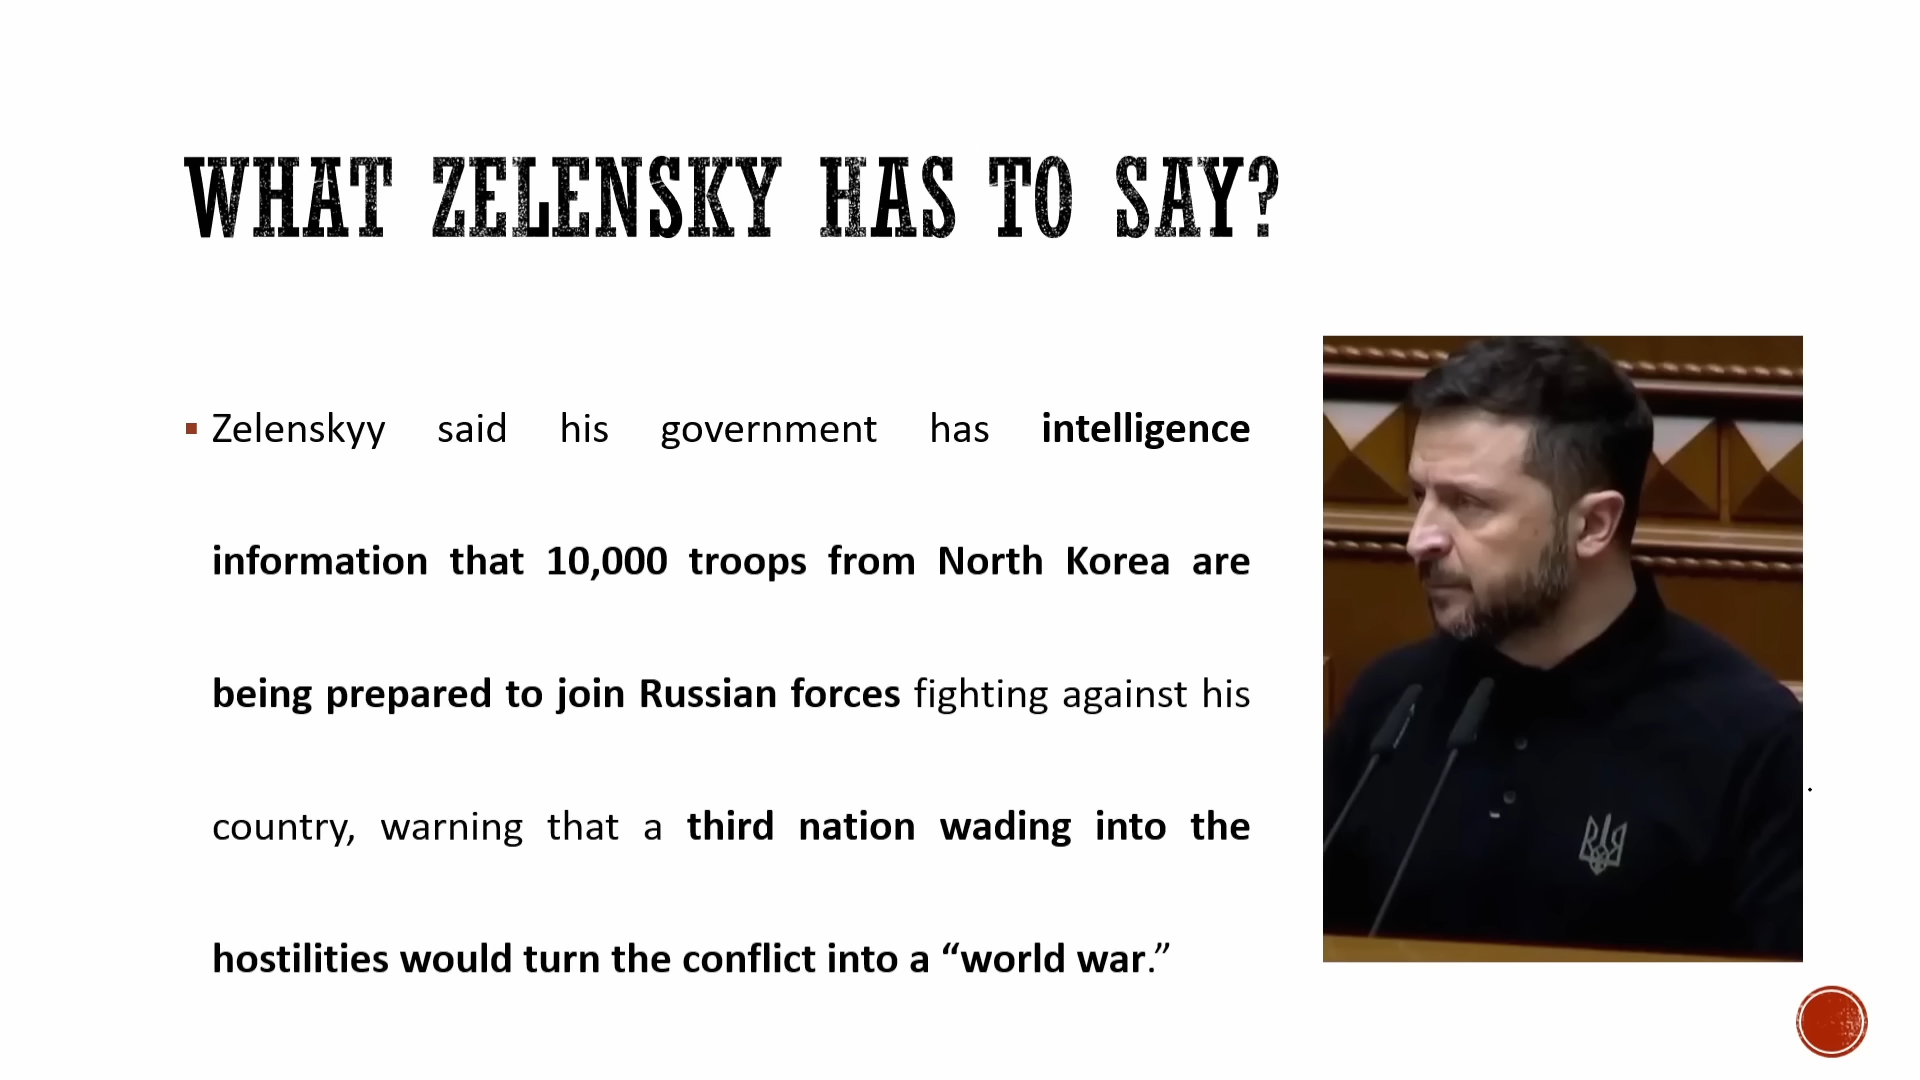 WHAT ZELENSKY HAS TO SAY?
▪ Zelenskyy said his government has intelligence
information that 10,000 troops from North Korea are
being prepared to join Russian forces fighting against his
country, warning that a third nation wading into the
hostilities would turn the conflict into a “world war.”